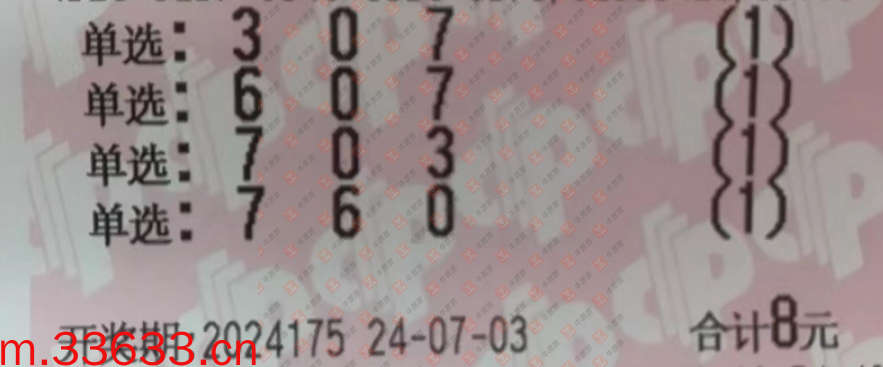 单选: 3 0 7 (1)
单选: 6 0 7 (1)
单选: 7 0 3 (1)
单选: 7 6 0 (1)
开奖期 2024175 24-07-03 合计8元
m.33633.cn